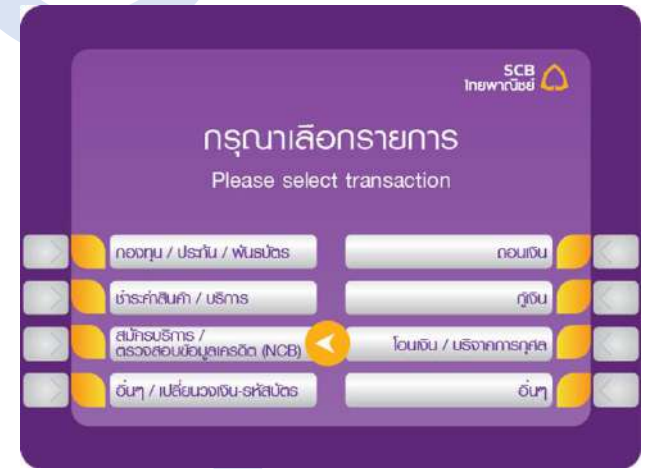 SCB
ไทยพาณิชย์
กรุณาเลือกรายการ
Please select transaction
กองทุน / ประกัน / พันธบัตร
ถอนเงิน
ชำระค่าสินค้า / บริการ
กู้เงิน
สมัครบริการ /
ตรวจสอบข้อมูลเครดิต (NCB)
โอนเงิน / บริจาคการกุศล
อื่นๆ / เปลี่ยนวงเงิน-รหัสบัตร
อื่นๆ